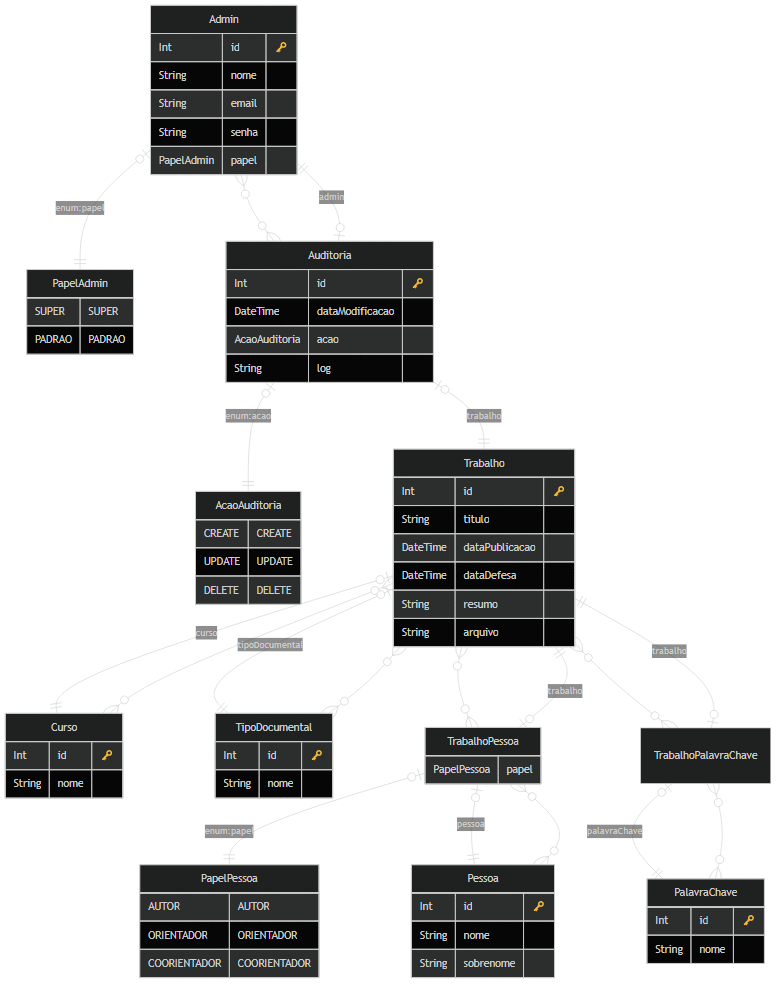 Admin
Int id
String nome
String email
String senha
PapelAdmin papel
enum:papel
admin
PapelAdmin
SUPER SUPER
PADRAO PADRAO
Auditoria
Int id
DateTime dataModificacao
AcaoAuditoria acao
String log
enum:acao
trabalho
AcaoAuditoria
CREATE CREATE
UPDATE UPDATE
DELETE DELETE
Trabalho
Int id
String titulo
DateTime dataPublicacao
DateTime dataDefesa
String resumo
String arquivo
curso
tipoDocumental
trabalho
trabalho
Curso
Int id
String nome
TipoDocumental
Int id
String nome
TrabalhoPessoa
PapelPessoa papel
TrabalhoPalavraChave
enum:papel
pessoa
palavraChave
PapelPessoa
AUTOR AUTOR
ORIENTADOR ORIENTADOR
COORIENTADOR COORIENTADOR
Pessoa
Int id
String nome
String sobrenome
PalavraChave
Int id
String nome